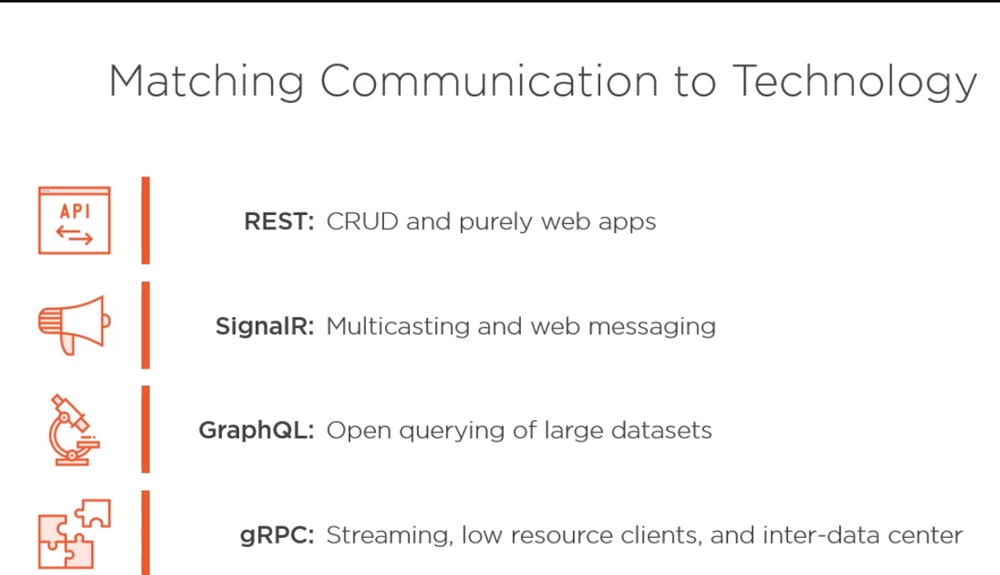 Matching Communication to Technology
API
REST: CRUD and purely web apps
SignalR: Multicasting and web messaging
GraphQL: Open querying of large datasets
gRPC: Streaming, low resource clients, and inter-data center